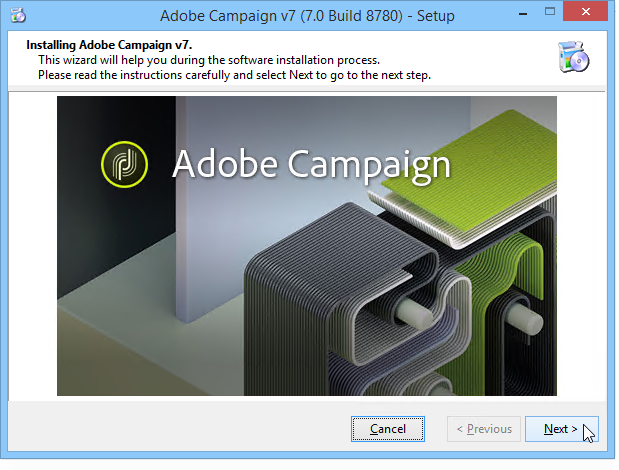 Adobe Campaign v7 (7.0 Build 8780) - Setup
Installing Adobe Campaign v7.
This wizard will help you during the software installation process.
Please read the instructions carefully and select Next to go to the next step.
Adobe Campaign
Cancel
< Previous
Next >